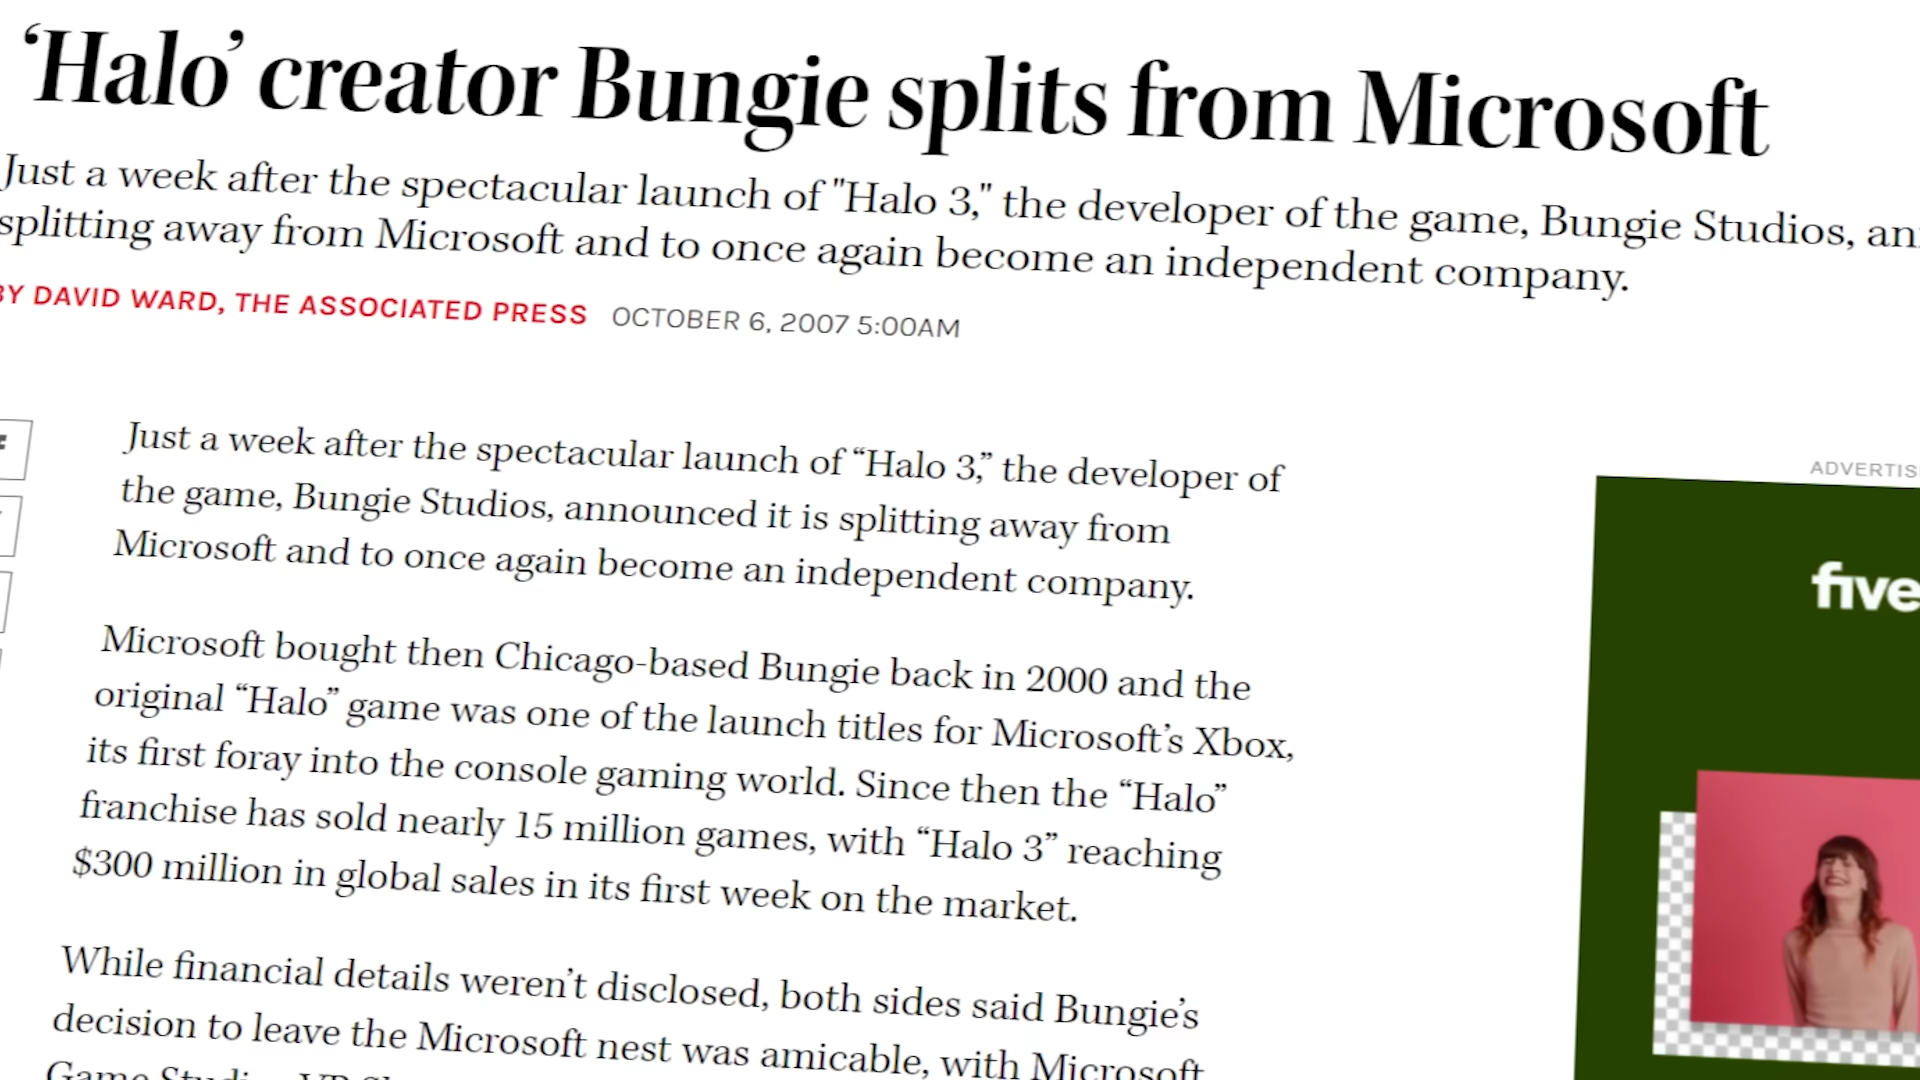 ‘Halo’ creator Bungie splits from Microsoft
Just a week after the spectacular launch of "Halo 3," the developer of the game, Bungie Studios,
splitting away from Microsoft and to once again become an independent company.
BY DAVID WARD, THE ASSOCIATED PRESS OCTOBER 6, 2007 5:00AM
Just a week after the spectacular launch of “Halo 3,” the developer of
the game, Bungie Studios, announced it is splitting away from
Microsoft and to once again become an independent company.
ADVERTIS
five
Microsoft bought then Chicago-based Bungie back in 2000 and the
original “Halo” game was one of the launch titles for Microsoft’s Xbox,
its first foray into the console gaming world. Since then the “Halo”
franchise has sold nearly 15 million games, with “Halo 3” reaching
$300 million in global sales in its first week on the market.
While financial details weren’t disclosed, both sides said Bungie’s
decision to leave the Microsoft nest was amicable, with Microsoft
Game